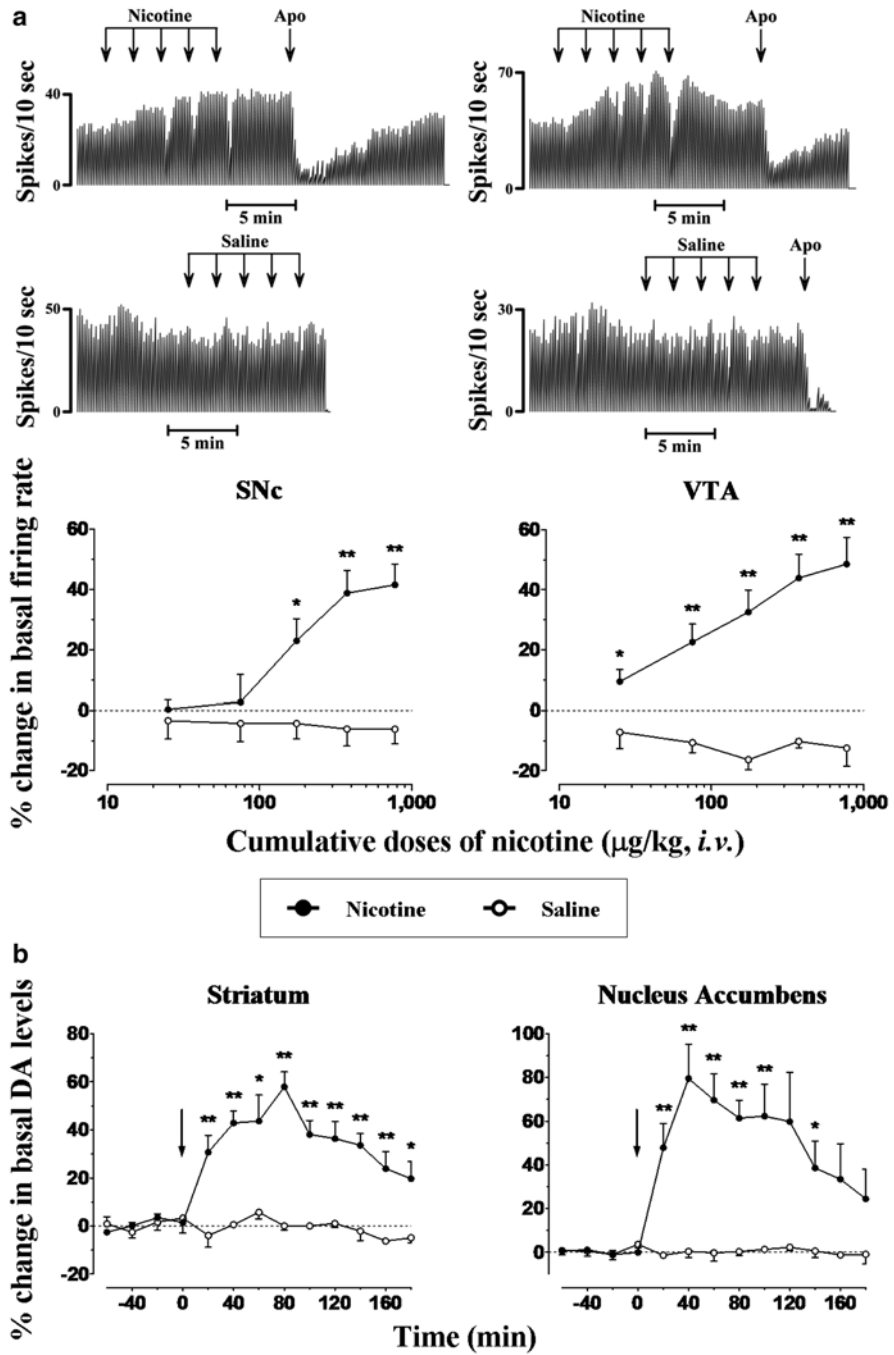 a
Nicotine Apo
Spikes/10 sec
40
0
5 min
Nicotine Apo
Spikes/10 sec
70
0
5 min
Saline
Spikes/10 sec
50
0
5 min
Saline Apo
Spikes/10 sec
30
0
5 min
% change in basal firing rate
SNc
60
40
20
0
-20
* ** **
10 100 1,000
VTA
60
40
20
0
-20
* ** ** ** **
10 100 1,000
Cumulative doses of nicotine (µg/kg, i.v.)
Nicotine Saline
b
% change in basal DA levels
Striatum
80
60
40
20
0
-20
** ** * ** ** ** ** ** *
-40 0 40 80 120 160
Nucleus Accumbens
100
80
60
40
20
0
-20
** ** ** ** ** *
-40 0 40 80 120 160
Time (min)